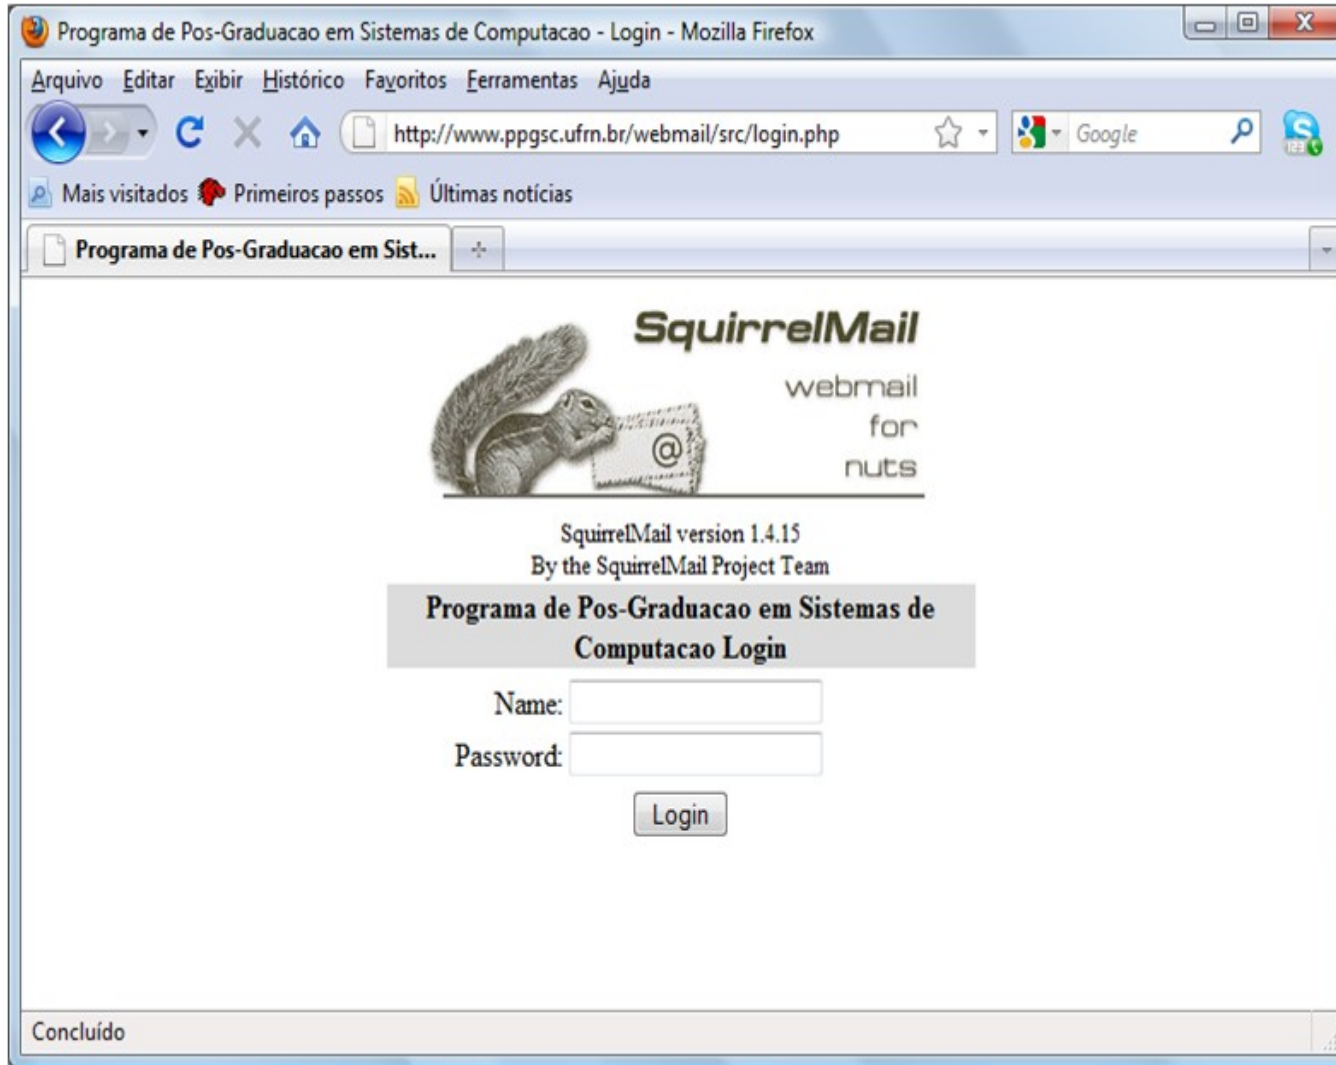 Programa de Pos-Graduacao em Sistemas de Computacao - Login - Mozilla Firefox
Arquivo Editar Exibir Histórico Favoritos Ferramentas Ajuda
http://www.ppgsc.ufrn.br/webmail/src/login.php
Google
Mais visitados Primeiros passos Últimas notícias
Programa de Pos-Graduacao em Sist...
SquirrelMail
webmail
for
nuts
@
SquirrelMail version 1.4.15
By the SquirrelMail Project Team
Programa de Pos-Graduacao em Sistemas de
Computacao Login
Name:
Password:
Login
Concluído